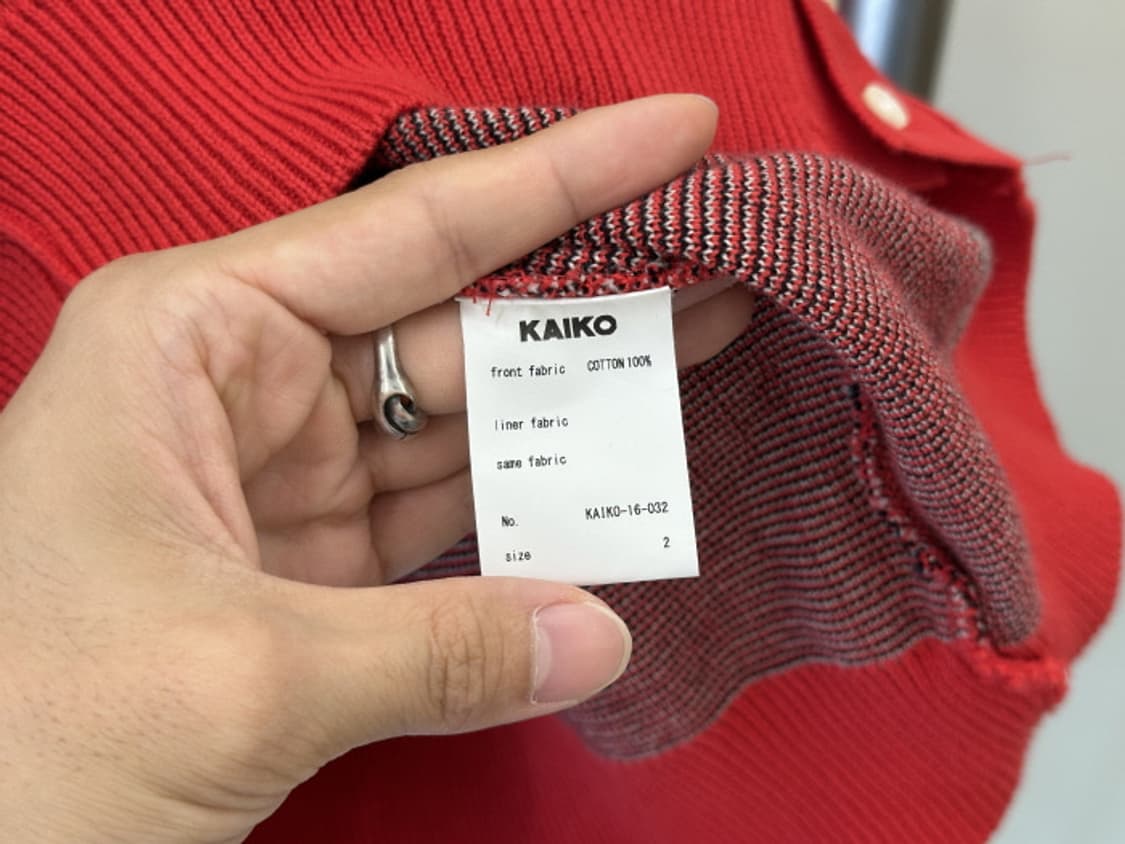 KAIKO
front fabric COTTON 100%
liner fabric
same fabric
No. KAIKO-16-032
size 2